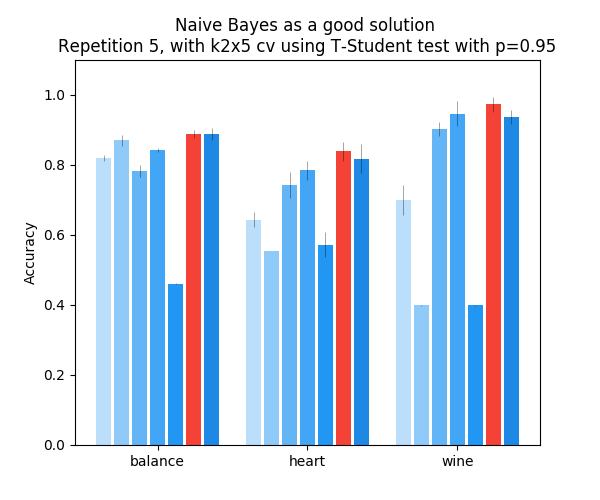 Naive Bayes as a good solution
Repetition 5, with k2x5 cv using T-Student test with p=0.95
1.0
0.8
0.6
0.4
0.2
0.0
Accuracy
balance heart wine